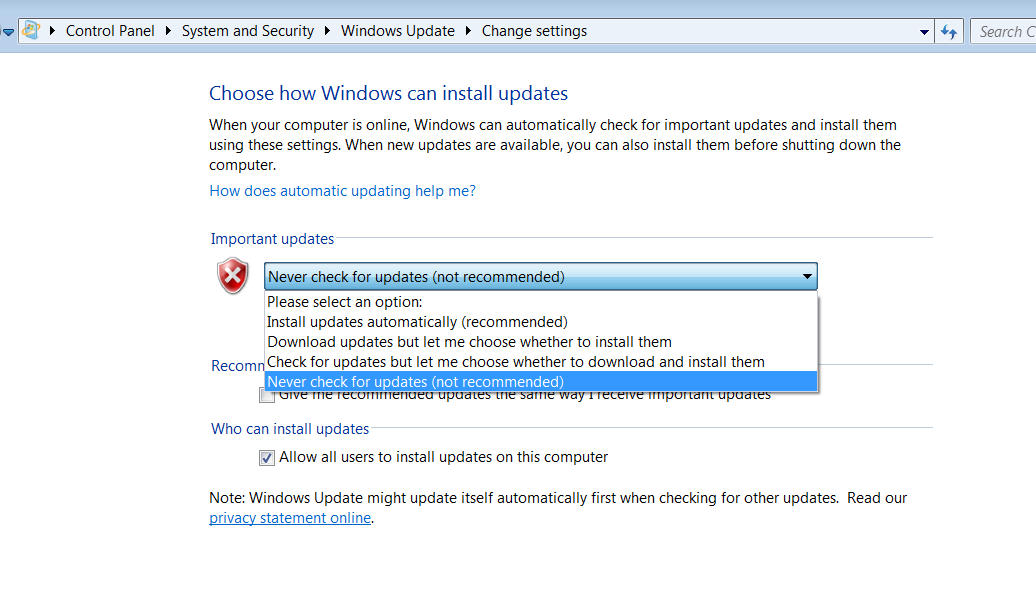 Control Panel System and Security Windows Update Change settings
Search C
Choose how Windows can install updates
When your computer is online, Windows can automatically check for important updates and install them
using these settings. When new updates are available, you can also install them before shutting down the
computer.
How does automatic updating help me?
Important updates
Never check for updates (not recommended)
Please select an option:
Install updates automatically (recommended)
Download updates but let me choose whether to install them
Check for updates but let me choose whether to download and install them
Recomm
Never check for updates (not recommended)
Give me recommended updates the same way I receive important updates
Who can install updates
Allow all users to install updates on this computer
Note: Windows Update might update itself automatically first when checking for other updates. Read our
privacy statement online.